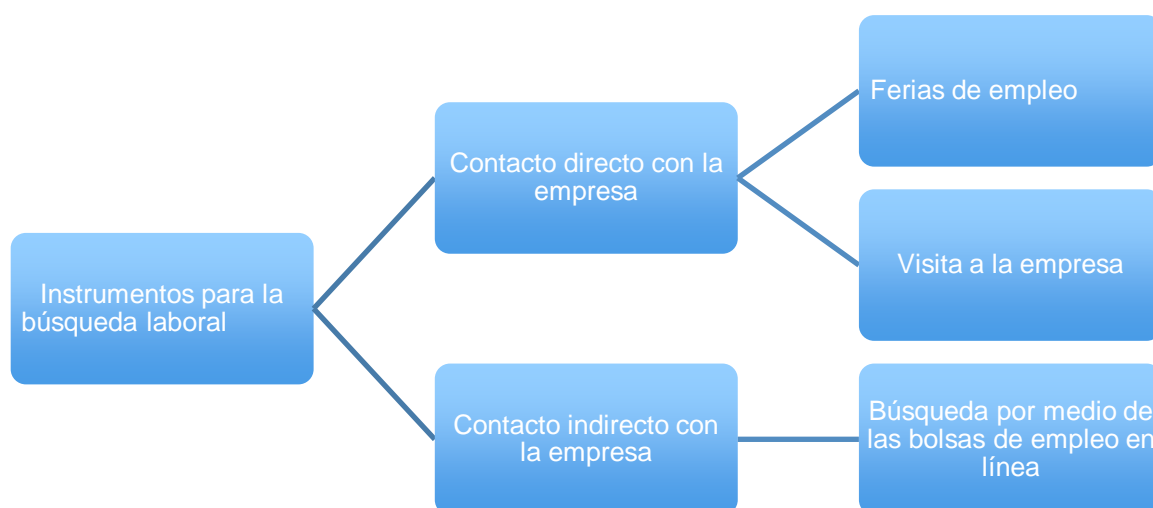 Instrumentos para la
búsqueda laboral
Contacto directo con la
empresa
Ferias de empleo
Visita a la empresa
Contacto indirecto con
la empresa
Búsqueda por medio de
las bolsas de empleo en
línea